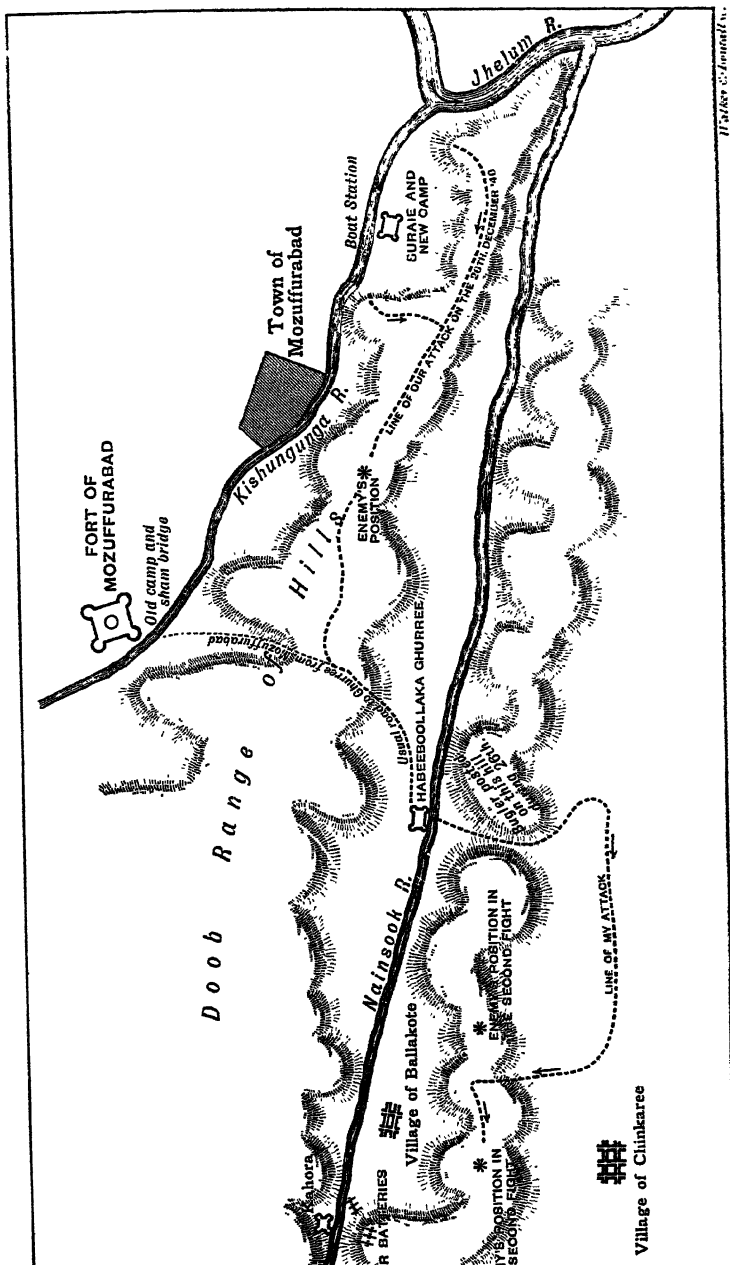 Jhelum R.
Boat Station
GURAIE AND
NEW CAMP
Town of
Mozuffurabad
LINE OF OUR ATTACK ON THE 20TH. DECEMBER '40
Kishungunga R.
FORT OF
MOZUFFURABAD
Old camp and
sham bridge
ENEMY'S
POSITION
Doob Range of Hills
Usual road to Ghurree from Mozuffurabad
HABEEBOOLLAKA GHURREE
posted
on this hill
26th.
Nainsook R.
LINE OF MY ATTACK
ENEMY'S POSITION IN
THE SECOND FIGHT
Village of Ballakote
BATTERIES
Y'S POSITION IN
SECOND FIGHT
Village of Chinkaree